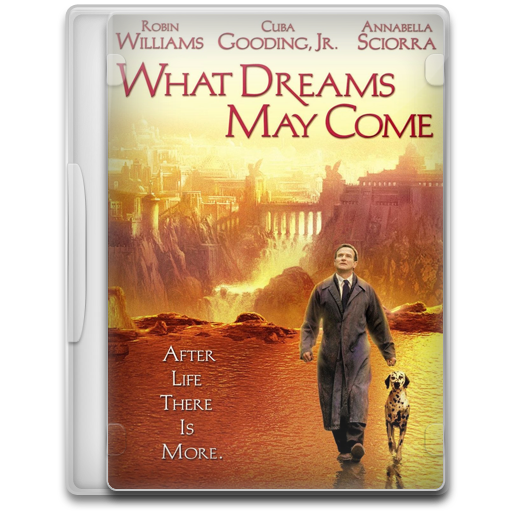 ROBIN WILLIAMS CUBA GOODING, JR. ANNABELLA SCIORRA
WHAT DREAMS
MAY COME
AFTER
LIFE
THERE
IS
MORE.